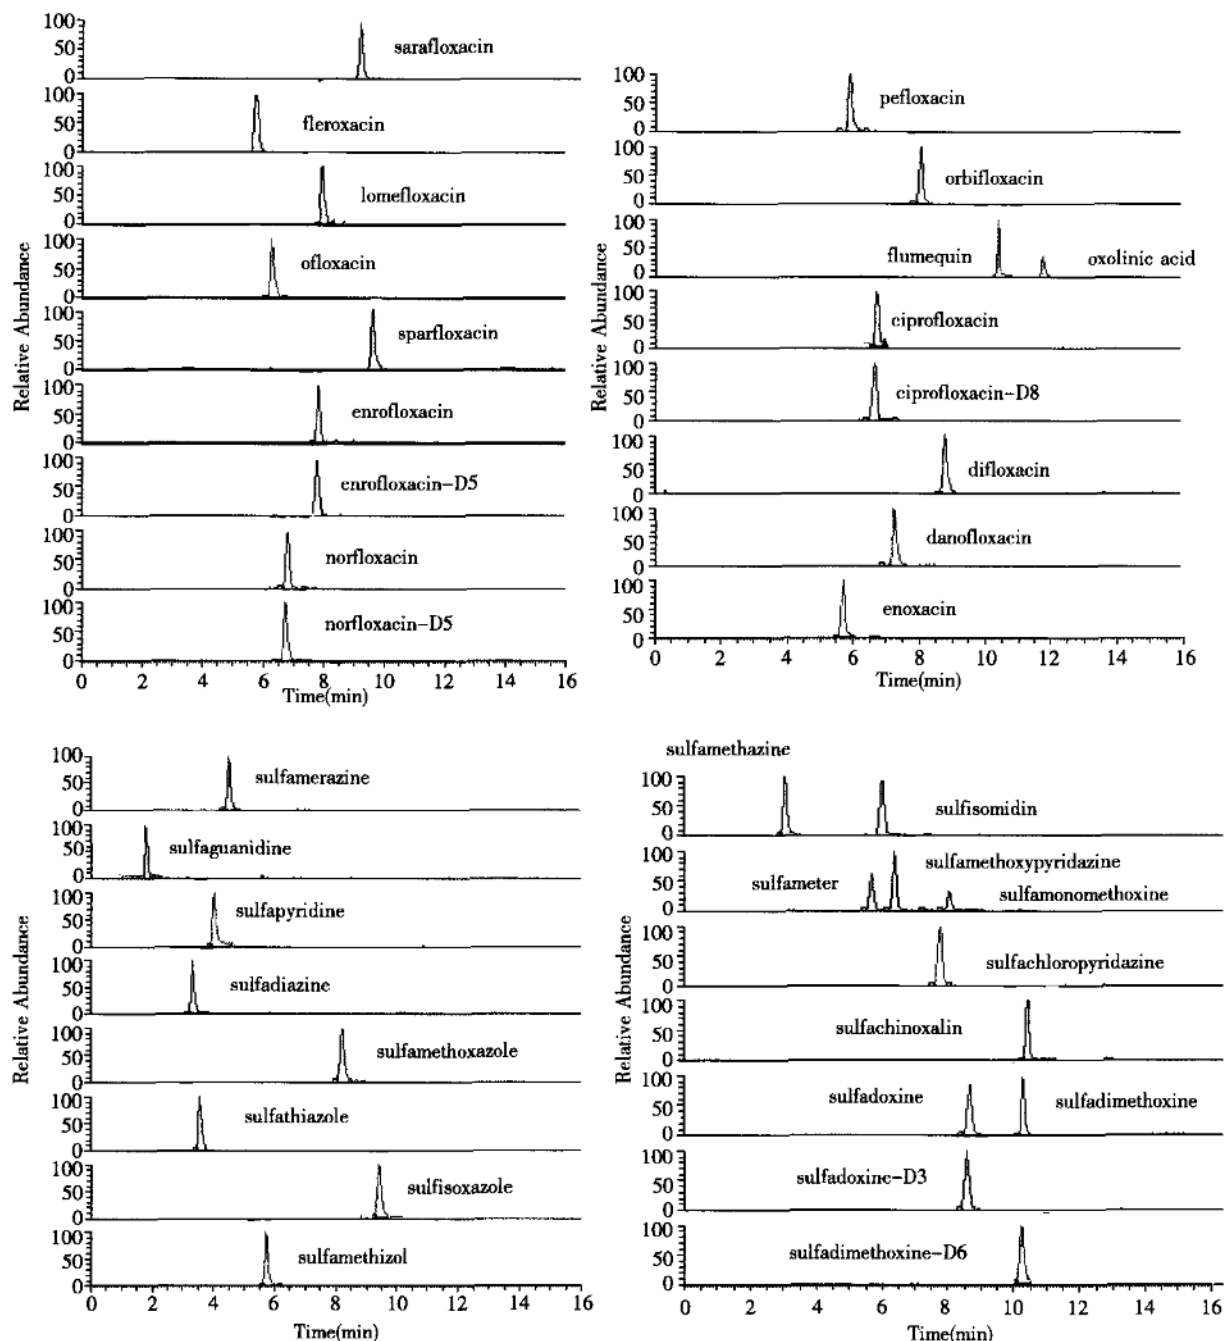 100
50
0
sarafloxacin
100
50
0
fleroxacin
100
50
0
lomefloxacin
100
50
0
ofloxacin
100
50
0
sparfloxacin
100
50
0
enrofloxacin
100
50
0
enrofloxacin-D5
100
50
0
norfloxacin
100
50
0
norfloxacin-D5
Relative Abundance
0 2 4 6 8 10 12 14 16
Time(min)
100
50
0
pefloxacin
100
50
0
orbifloxacin
100
50
0
flumequin oxolinic acid
100
50
0
ciprofloxacin
100
50
0
ciprofloxacin-D8
100
50
0
difloxacin
100
50
0
danofloxacin
100
50
0
enoxacin
Relative Abundance
0 2 4 6 8 10 12 14 16
Time(min)
100
50
0
sulfamerazine
100
50
0
sulfaguanidine
100
50
0
sulfapyridine
100
50
0
sulfadiazine
100
50
0
sulfamethoxazole
100
50
0
sulfathiazole
100
50
0
sulfisoxazole
100
50
0
sulfamethizol
Relative Abundance
0 2 4 6 8 10 12 14 16
Time(min)
sulfamethazine
100
50
0
sulfisomidin
100
50
0
sulfameter
sulfamethoxypyridazine
sulfamonomethoxine
100
50
0
sulfachloropyridazine
100
50
0
sulfachinoxalin
100
50
0
sulfadoxine sulfadimethoxine
100
50
0
sulfadoxine-D3
100
50
0
sulfadimethoxine-D6
Relative Abundance
0 2 4 6 8 10 12 14 16
Time(min)